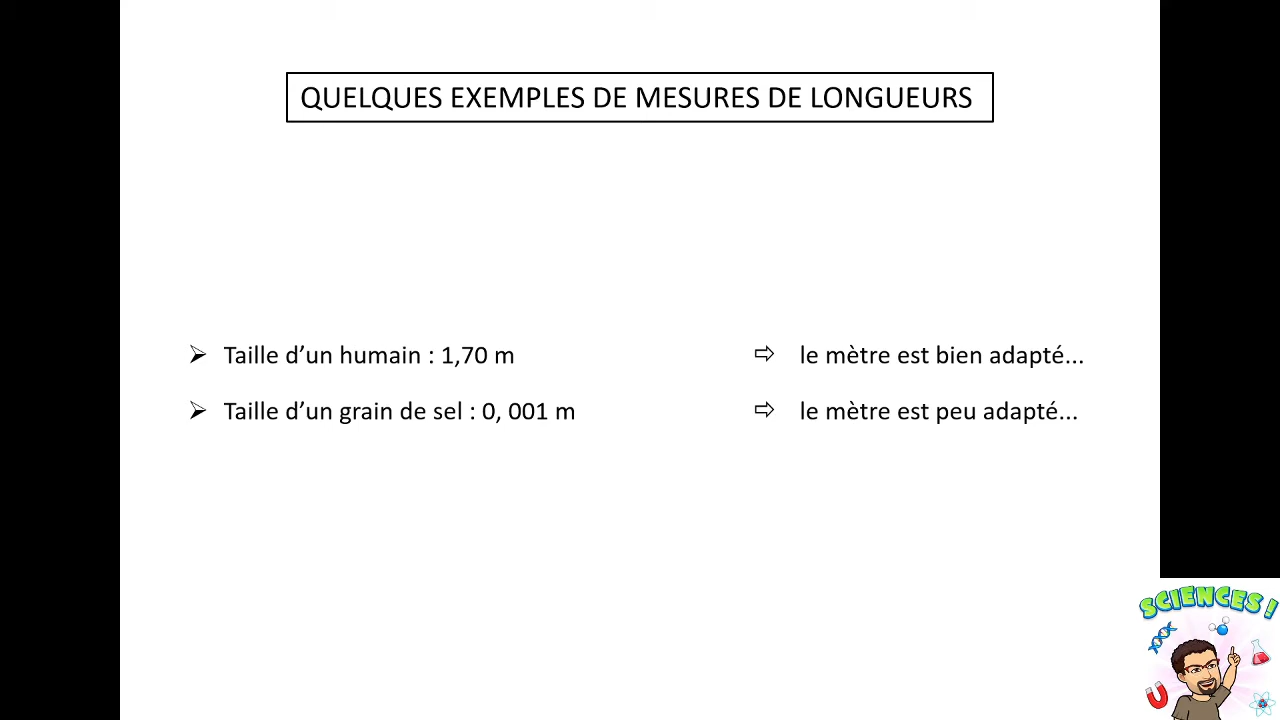 QUELQUES EXEMPLES DE MESURES DE LONGUEURS
Taille d’un humain : 1,70 m ⇨ le mètre est bien adapté...
Taille d’un grain de sel : 0, 001 m ⇨ le mètre est peu adapté...
SCIENCES !